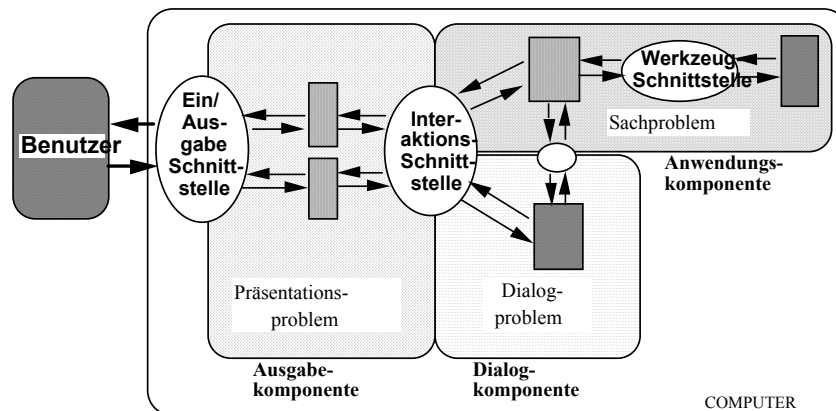 Benutzer
Ein/
Aus-
gabe
Schnitt-
stelle
Inter-
aktions-
Schnitt-
stelle
Werkzeug
Schnittstelle
Sachproblem
Anwendungs-
komponente
Präsentations-
problem
Dialog-
problem
Ausgabe-
komponente
Dialog-
komponente
COMPUTER